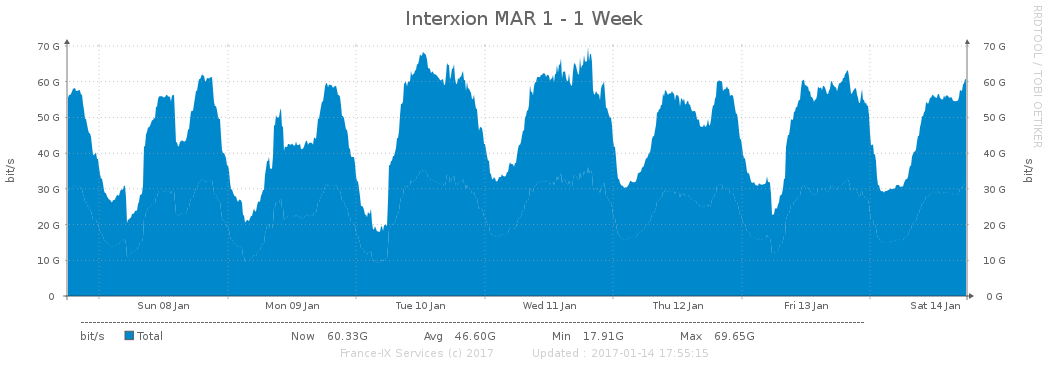 Interxion MAR 1 - 1 Week
RRDTOOL / TOBI OETIKER
70 G 70 G
60 G 60 G
50 G 50 G
40 G 40 G
30 G 30 G
20 G 20 G
10 G 10 G
0 0 G
bit/s
bit/s
Sun 08 Jan Mon 09 Jan Tue 10 Jan Wed 11 Jan Thu 12 Jan Fri 13 Jan Sat 14 Jan
bit/s Total Now 60.33G Avg 46.60G Min 17.91G Max 69.65G
France-IX Services (c) 2017 Updated : 2017-01-14 17:55:15